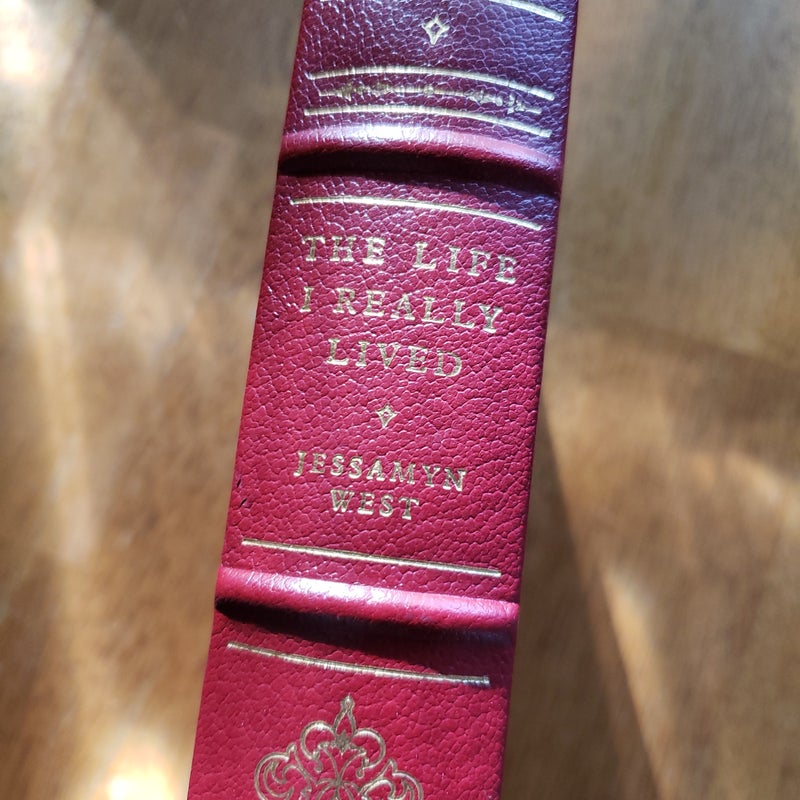 THE LIFE
I REALLY
LIVED
JESSAMYN
WEST